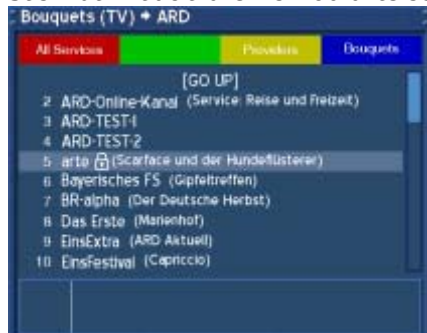 Bouquets (TV) → ARD
All Services Providers Bouquets
[GO UP]
2 ARD-Online-Kanal (Service: Reise und Freizeit)
3 ARD-TEST-1
4 ARD-TEST-2
5 arte (Scarface und der Hundeflüsterer)
6 Bayerisches FS (Gipfeltreffen)
7 BR-alpha (Der Deutsche Herbst)
8 Das Erste (Marienhof)
9 EinsExtra (ARD Aktuell)
10 EinsFestival (Capriccio)